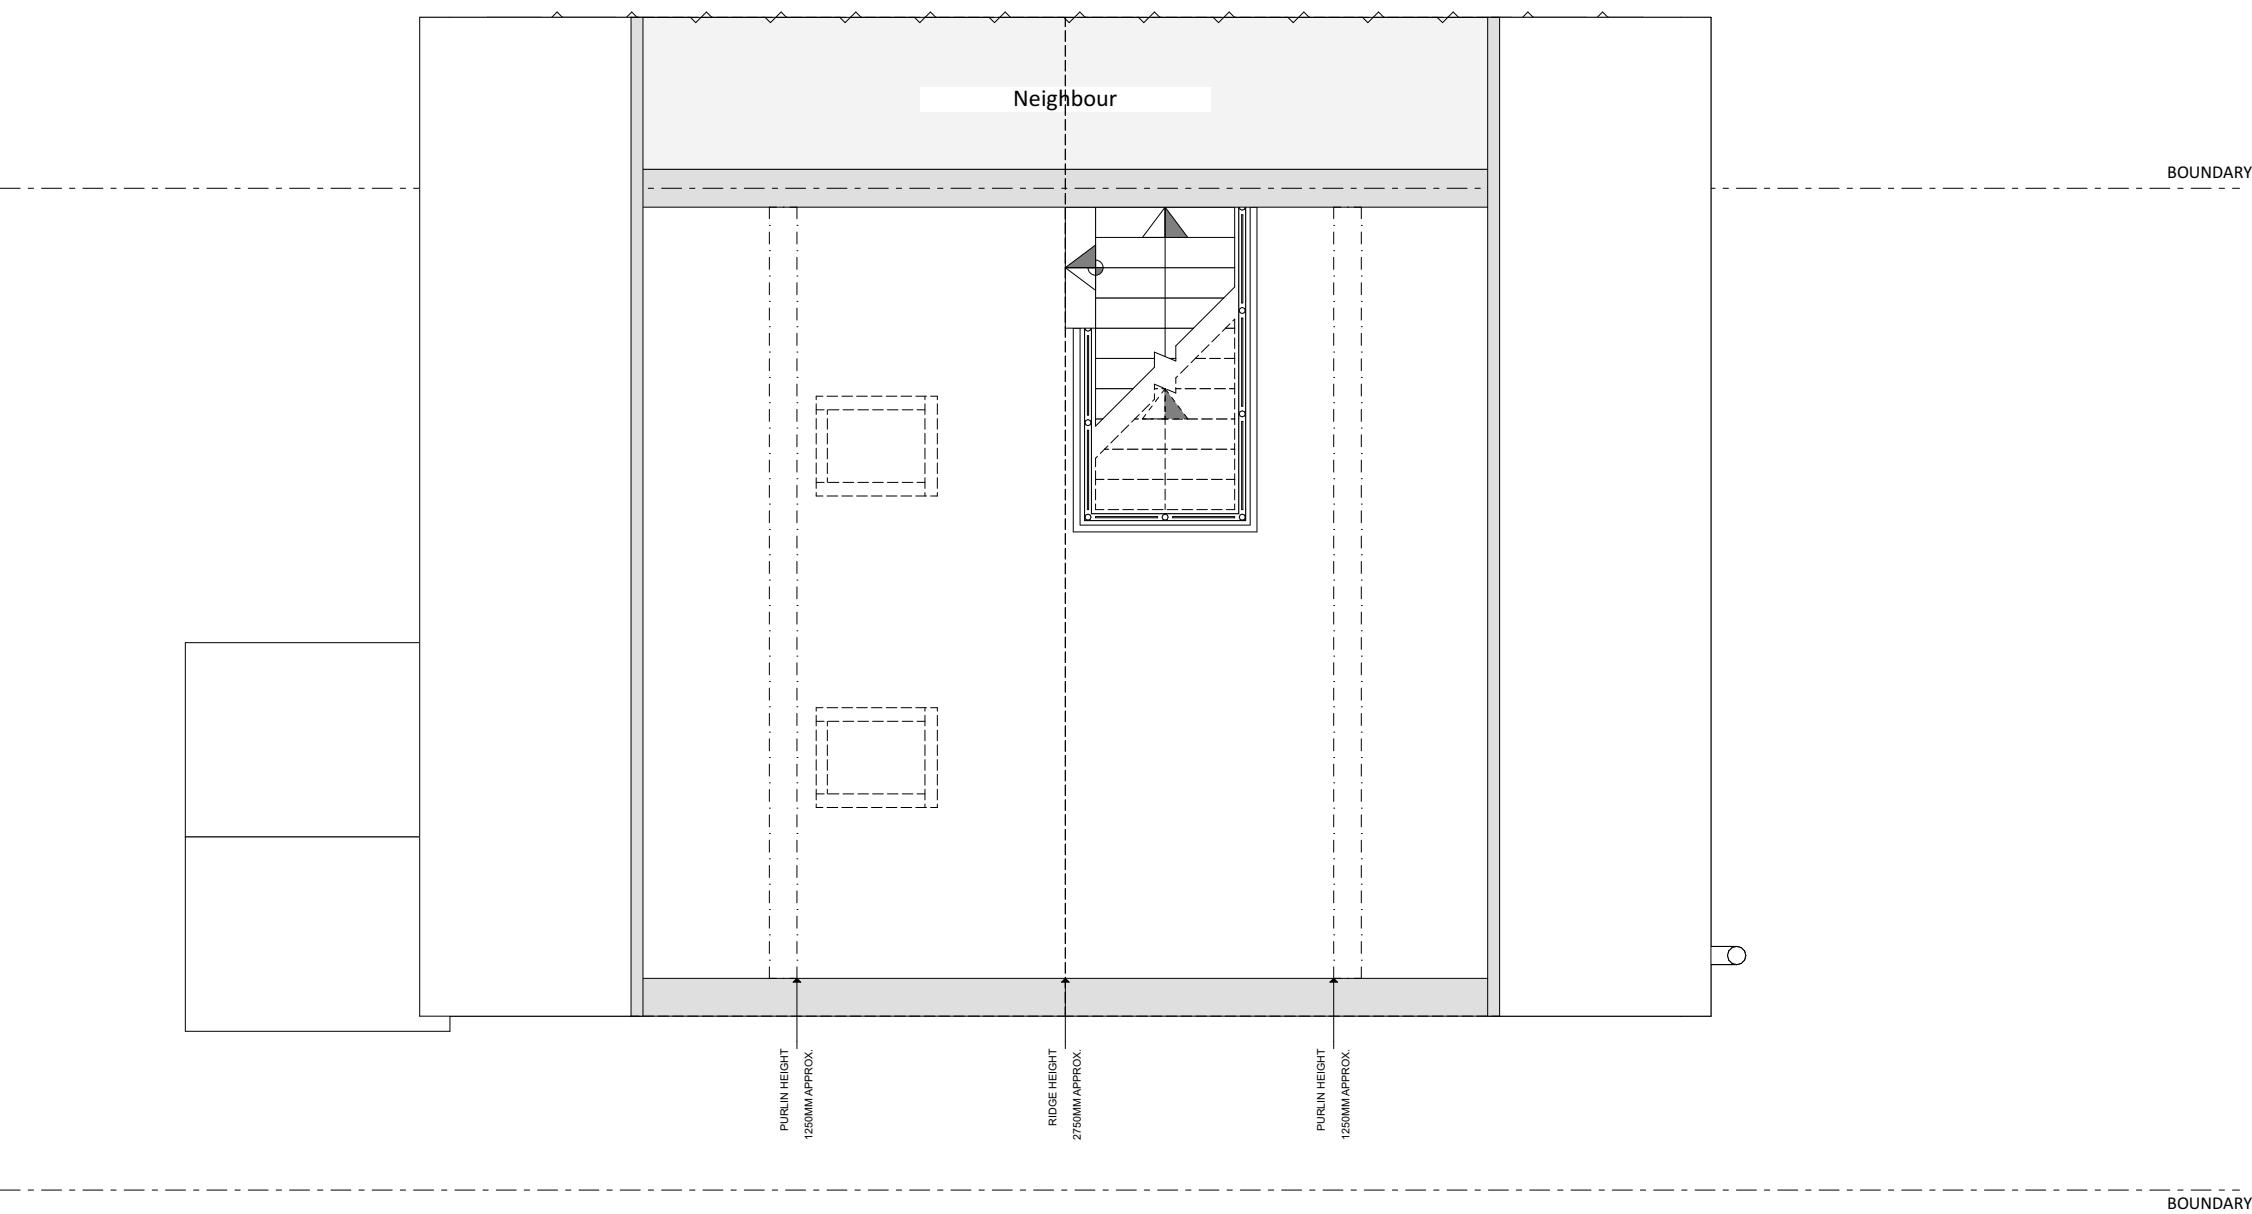 Neighbour
BOUNDARY
PURLIN HEIGHT
1250MM APPROX.
RIDGE HEIGHT
2750MM APPROX.
PURLIN HEIGHT
1250MM APPROX.
BOUNDARY